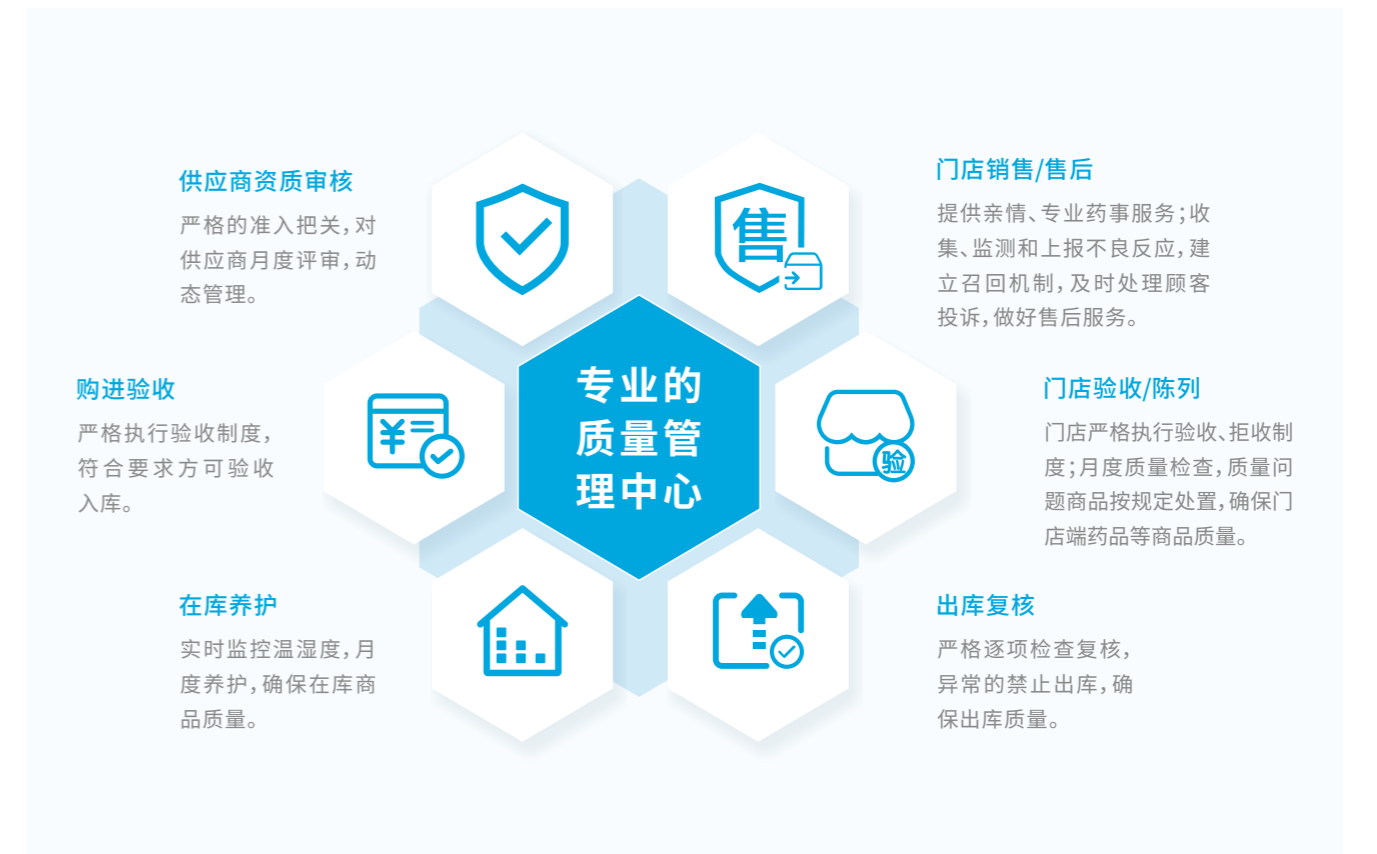 供应商资质审核
严格的准入把关,对
供应商月度评审,动
态管理。
购进验收
严格执行验收制度,
符合要求方可验收
入库。
在库养护
实时监控温湿度,月
度养护,确保在库商
品质量。
售
专业的
质量管
理中心
¥
验
门店销售/售后
提供亲情、专业药事服务;收
集、监测和上报不良反应,建
立召回机制,及时处理顾客
投诉,做好售后服务。
门店验收/陈列
门店严格执行验收、拒收制
度;月度质量检查,质量问
题商品按规定处置,确保门
店端药品等商品质量。
出库复核
严格逐项检查复核,
异常的禁止出库,确
保出库质量。